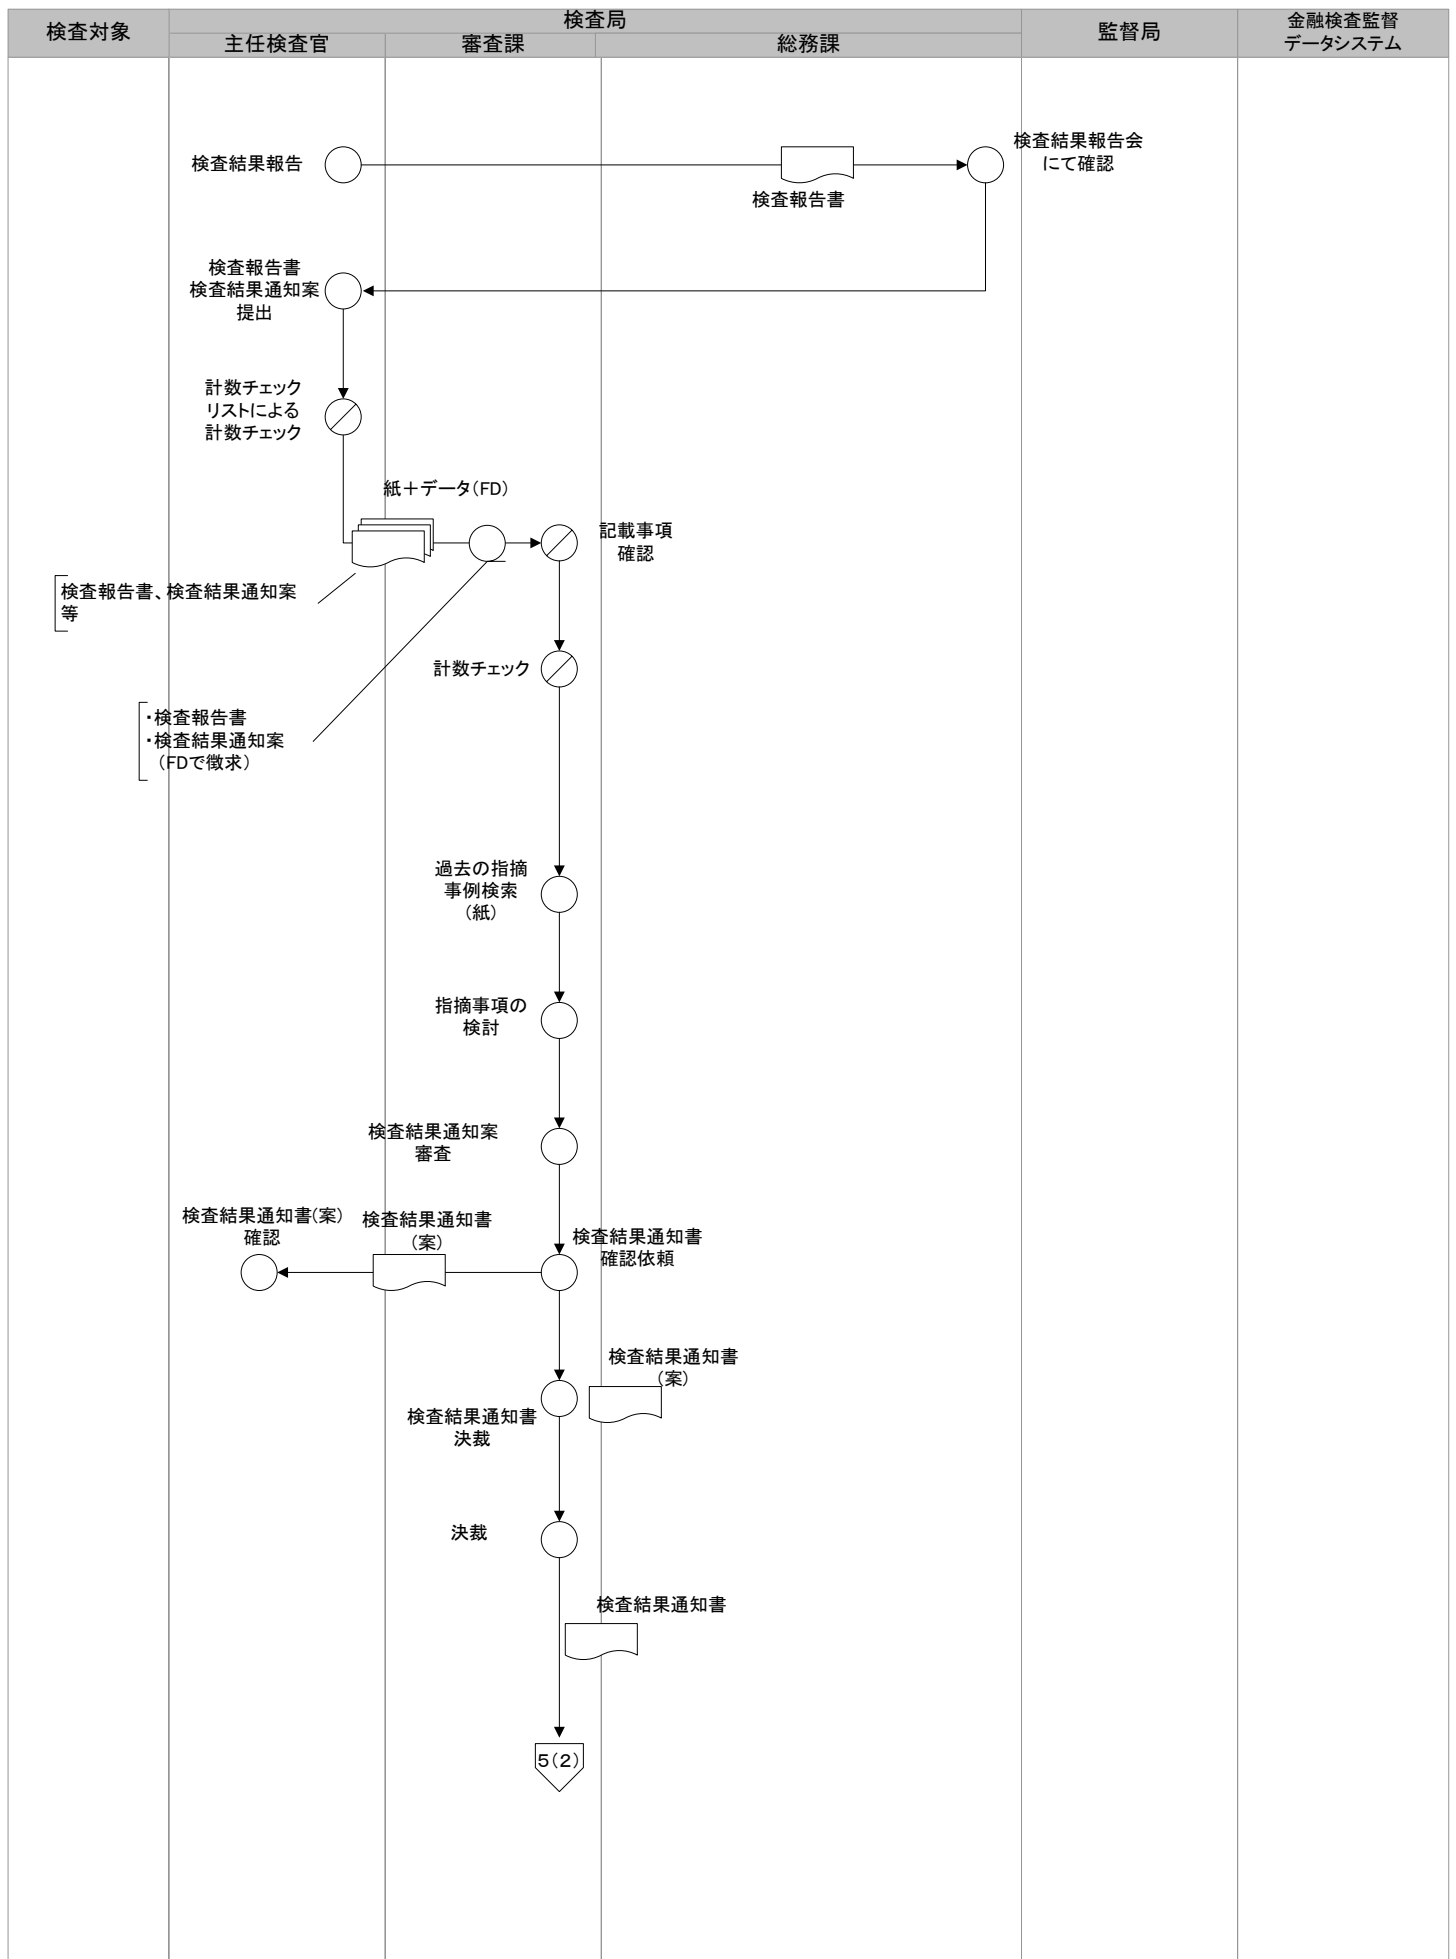 検査対象
検査局
主任検査官
審査課
総務課
監督局
金融検査監督
データシステム
検査結果報告
検査報告書
検査結果報告会
にて確認
検査報告書
検査結果通知案
提出
計数チェック
リストによる
計数チェック
紙＋データ（FD）
記載事項
確認
検査報告書、検査結果通知案
等
計数チェック
・検査報告書
・検査結果通知案
（FDで徴求）
過去の指摘
事例検索
（紙）
指摘事項の
検討
検査結果通知案
審査
検査結果通知書（案）
確認
検査結果通知書
（案）
検査結果通知書
確認依頼
検査結果通知書
（案）
検査結果通知書
決裁
決裁
検査結果通知書
5（2）